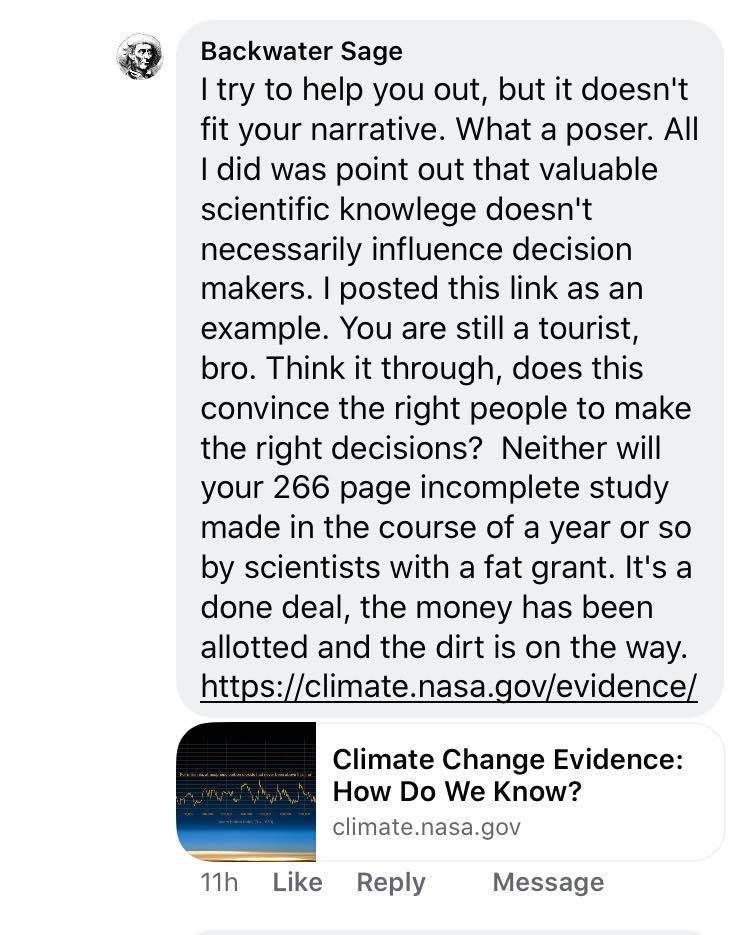 Backwater Sage
I try to help you out, but it doesn't
fit your narrative. What a poser. All
I did was point out that valuable
scientific knowlege doesn't
necessarily influence decision
makers. I posted this link as an
example. You are still a tourist,
bro. Think it through, does this
convince the right people to make
the right decisions?  Neither will
your 266 page incomplete study
made in the course of a year or so
by scientists with a fat grant. It's a
done deal, the money has been
allotted and the dirt is on the way.
https://climate.nasa.gov/evidence/
Climate Change Evidence:
How Do We Know?
climate.nasa.gov
11h Like Reply Message